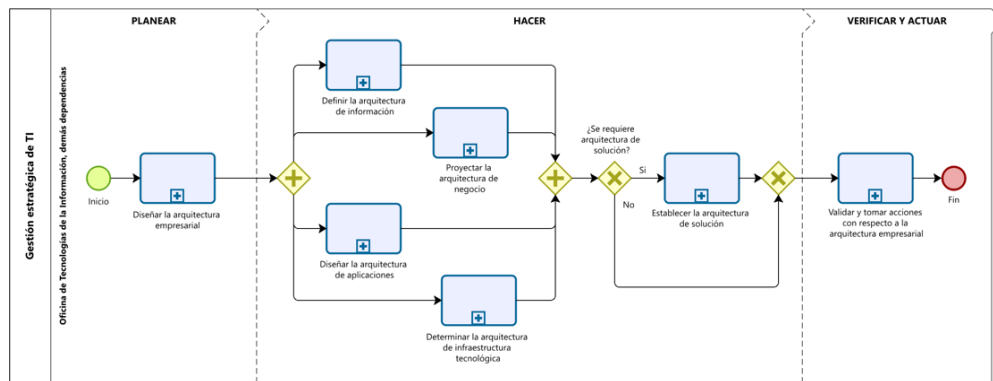 PLANEAR
HACER
VERIFICAR Y ACTUAR
Gestión estratégica de TI
Oficina de Tecnologías de la Información, demás dependencias
Inicio
Diseñar la arquitectura
empresarial
Definir la arquitectura
de información
Proyectar la
arquitectura de
negocio
Diseñar la arquitectura
de aplicaciones
Determinar la arquitectura
de infraestructura
tecnológica
¿Se requiere
arquitectura de
solución?
Si
No
Establecer la arquitectura
de solución
Validar y tomar acciones
con respecto a la
arquitectura empresarial
Fin